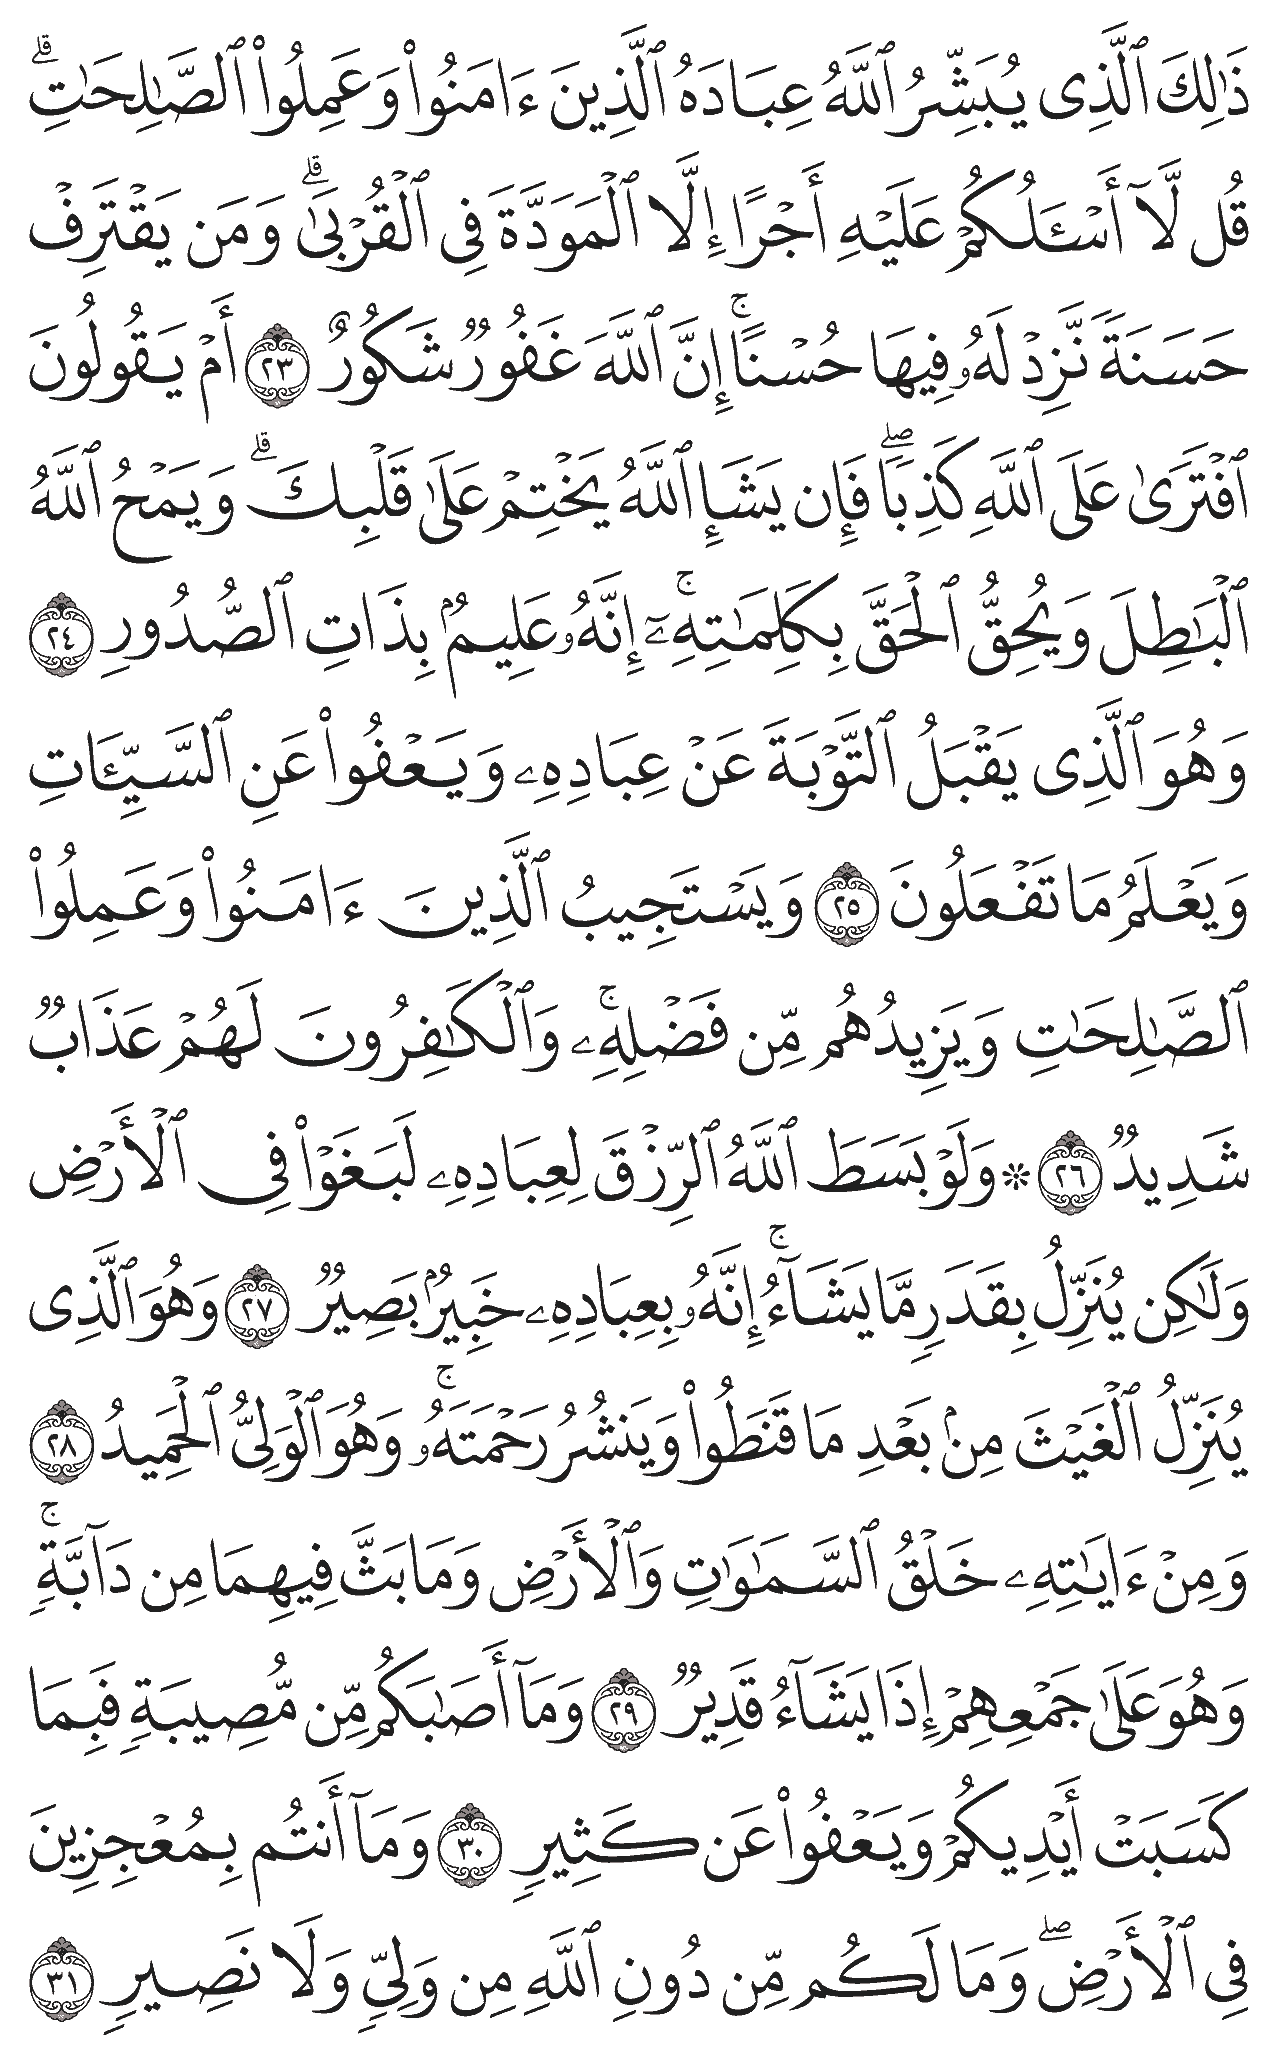 ذَٰلِكَ ٱلَّذِى يُبَشِّرُ ٱللَّهُ عِبَادَهُ ٱلَّذِينَ ءَامَنُوا۟ وَعَمِلُوا۟ ٱلصَّـٰلِحَـٰتِ ۗ
قُل لَّآ أَسْـَٔلُكُمْ عَلَيْهِ أَجْرًا إِلَّا ٱلْمَوَدَّةَ فِى ٱلْقُرْبَىٰ ۗ وَمَن يَقْتَرِفْ
حَسَنَةً نَّزِدْ لَهُۥ فِيهَا حُسْنًا ۚ إِنَّ ٱللَّهَ غَفُورٌ شَكُورٌ ٢٣ أَمْ يَقُولُونَ
ٱفْتَرَىٰ عَلَى ٱللَّهِ كَذِبًا ۖ فَإِن يَشَإِ ٱللَّهُ يَخْتِمْ عَلَىٰ قَلْبِكَ ۗ وَيَمْحُ ٱللَّهُ
ٱلْبَـٰطِلَ وَيُحِقُّ ٱلْحَقَّ بِكَلِمَـٰتِهِۦٓ ۚ إِنَّهُۥ عَلِيمٌۢ بِذَاتِ ٱلصُّدُورِ ٢٤
وَهُوَ ٱلَّذِى يَقْبَلُ ٱلتَّوْبَةَ عَنْ عِبَادِهِۦ وَيَعْفُوا۟ عَنِ ٱلسَّيِّـَٔاتِ
وَيَعْلَمُ مَا تَفْعَلُونَ ٢٥ وَيَسْتَجِيبُ ٱلَّذِينَ ءَامَنُوا۟ وَعَمِلُوا۟
ٱلصَّـٰلِحَـٰتِ وَيَزِيدُهُم مِّن فَضْلِهِۦ ۚ وَٱلْكَـٰفِرُونَ لَهُمْ عَذَابٌ
شَدِيدٌ ٢٦ ۞ وَلَوْ بَسَطَ ٱللَّهُ ٱلرِّزْقَ لِعِبَادِهِۦ لَبَغَوْا۟ فِى ٱلْأَرْضِ
وَلَـٰكِن يُنَزِّلُ بِقَدَرٍ مَّا يَشَآءُ ۚ إِنَّهُۥ بِعِبَادِهِۦ خَبِيرٌۢ بَصِيرٌ ٢٧ وَهُوَ ٱلَّذِى
يُنَزِّلُ ٱلْغَيْثَ مِنۢ بَعْدِ مَا قَنَطُوا۟ وَيَنشُرُ رَحْمَتَهُۥ ۚ وَهُوَ ٱلْوَلِىُّ ٱلْحَمِيدُ ٢٨
وَمِنْ ءَايَـٰتِهِۦ خَلْقُ ٱلسَّمَـٰوَٰتِ وَٱلْأَرْضِ وَمَا بَثَّ فِيهِمَا مِن دَآبَّةٍ ۚ
وَهُوَ عَلَىٰ جَمْعِهِمْ إِذَا يَشَآءُ قَدِيرٌ ٢٩ وَمَآ أَصَـٰبَكُم مِّن مُّصِيبَةٍ فَبِمَا
كَسَبَتْ أَيْدِيكُمْ وَيَعْفُوا۟ عَن كَثِيرٍ ٣٠ وَمَآ أَنتُم بِمُعْجِزِينَ
فِى ٱلْأَرْضِ ۖ وَمَا لَكُم مِّن دُونِ ٱللَّهِ مِن وَلِىٍّ وَلَا نَصِيرٍ ٣١